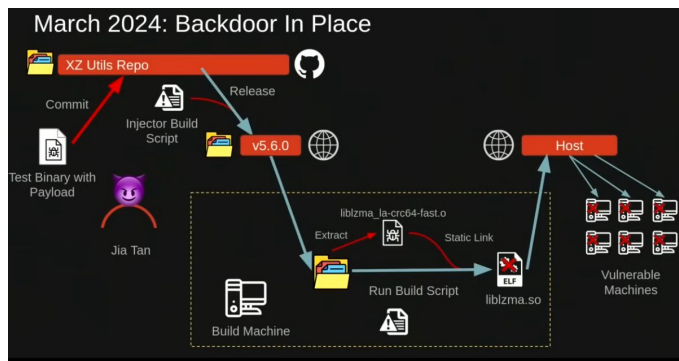 March 2024: Backdoor In Place
XZ Utils Repo
Commit
Release
Injector Build
Script
v5.6.0
Host
Test Binary with
Payload
Jia Tan
liblzma_la-crc64-fast.o
Extract
Static Link
ELF
Run Build Script
liblzma.so
Build Machine
Vulnerable
Machines